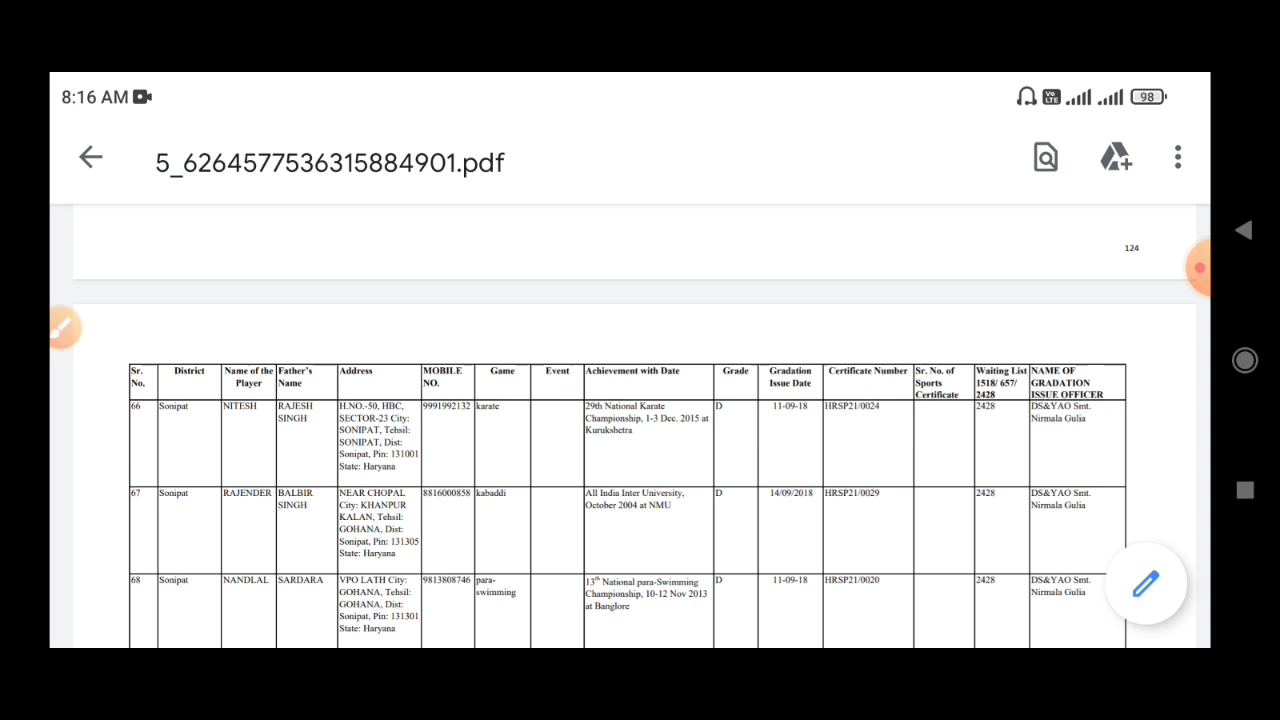 8:16 AM
Vo LTE
98
5_6264577536315884901.pdf
124
Sr. No. District Name of the Player Father's Name Address MOBILE NO. Game Event Achievement with Date Grade Gradation Issue Date Certificate Number Sr. No. of Sports Certificate Waiting List 1518/ 657/ 2428 NAME OF GRADATION ISSUE OFFICER
66 Sonipat NITESH RAJESH SINGH H.NO.-50, HBC, SECTOR-23 City: SONIPAT, Tehsil: SONIPAT, Dist: Sonipat, Pin: 131001 State: Haryana 9991992132 karate 29th National Karate Championship, 1-3 Dec. 2015 at Kurukshetra D 11-09-18 HRSP21/0024 2428 DS&YAO Smt. Nirmala Gulia
67 Sonipat RAJENDER BALBIR SINGH NEAR CHOPAL City: KHANPUR KALAN, Tehsil: GOHANA, Dist: Sonipat, Pin: 131305 State: Haryana 8816000858 kabaddi All India Inter University, October 2004 at NMU D 14/09/2018 HRSP21/0029 2428 DS&YAO Smt. Nirmala Gulia
68 Sonipat NANDLAL SARDARA VPO LATH City: GOHANA, Tehsil: GOHANA, Dist: Sonipat, Pin: 131301 State: Haryana 9813808746 para-swimming 13th National para-Swimming Championship, 10-12 Nov 2013 at Banglore D 11-09-18 HRSP21/0020 2428 DS&YAO Smt. Nirmala Gulia